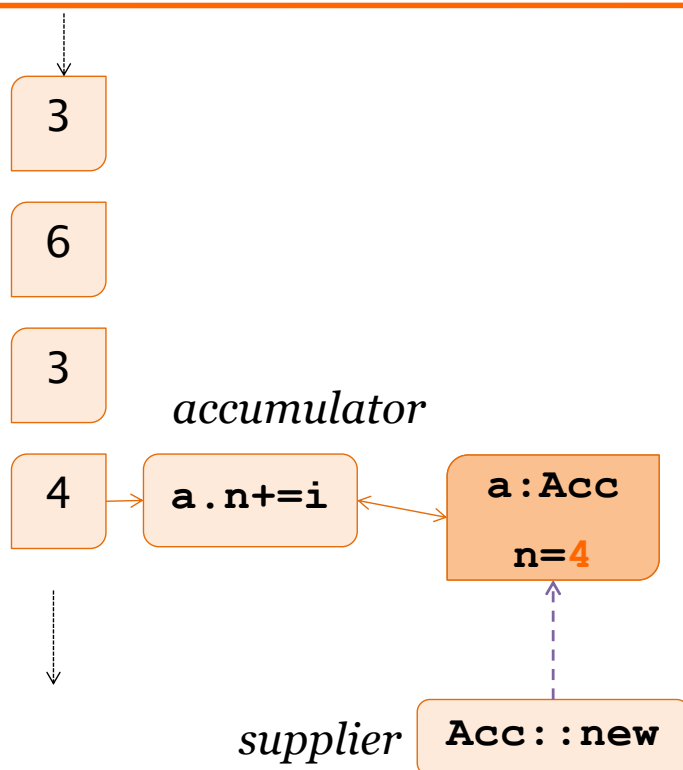 3
6
3
accumulator
4
a.n+=i
a:Acc
n=4
supplier
Acc::new